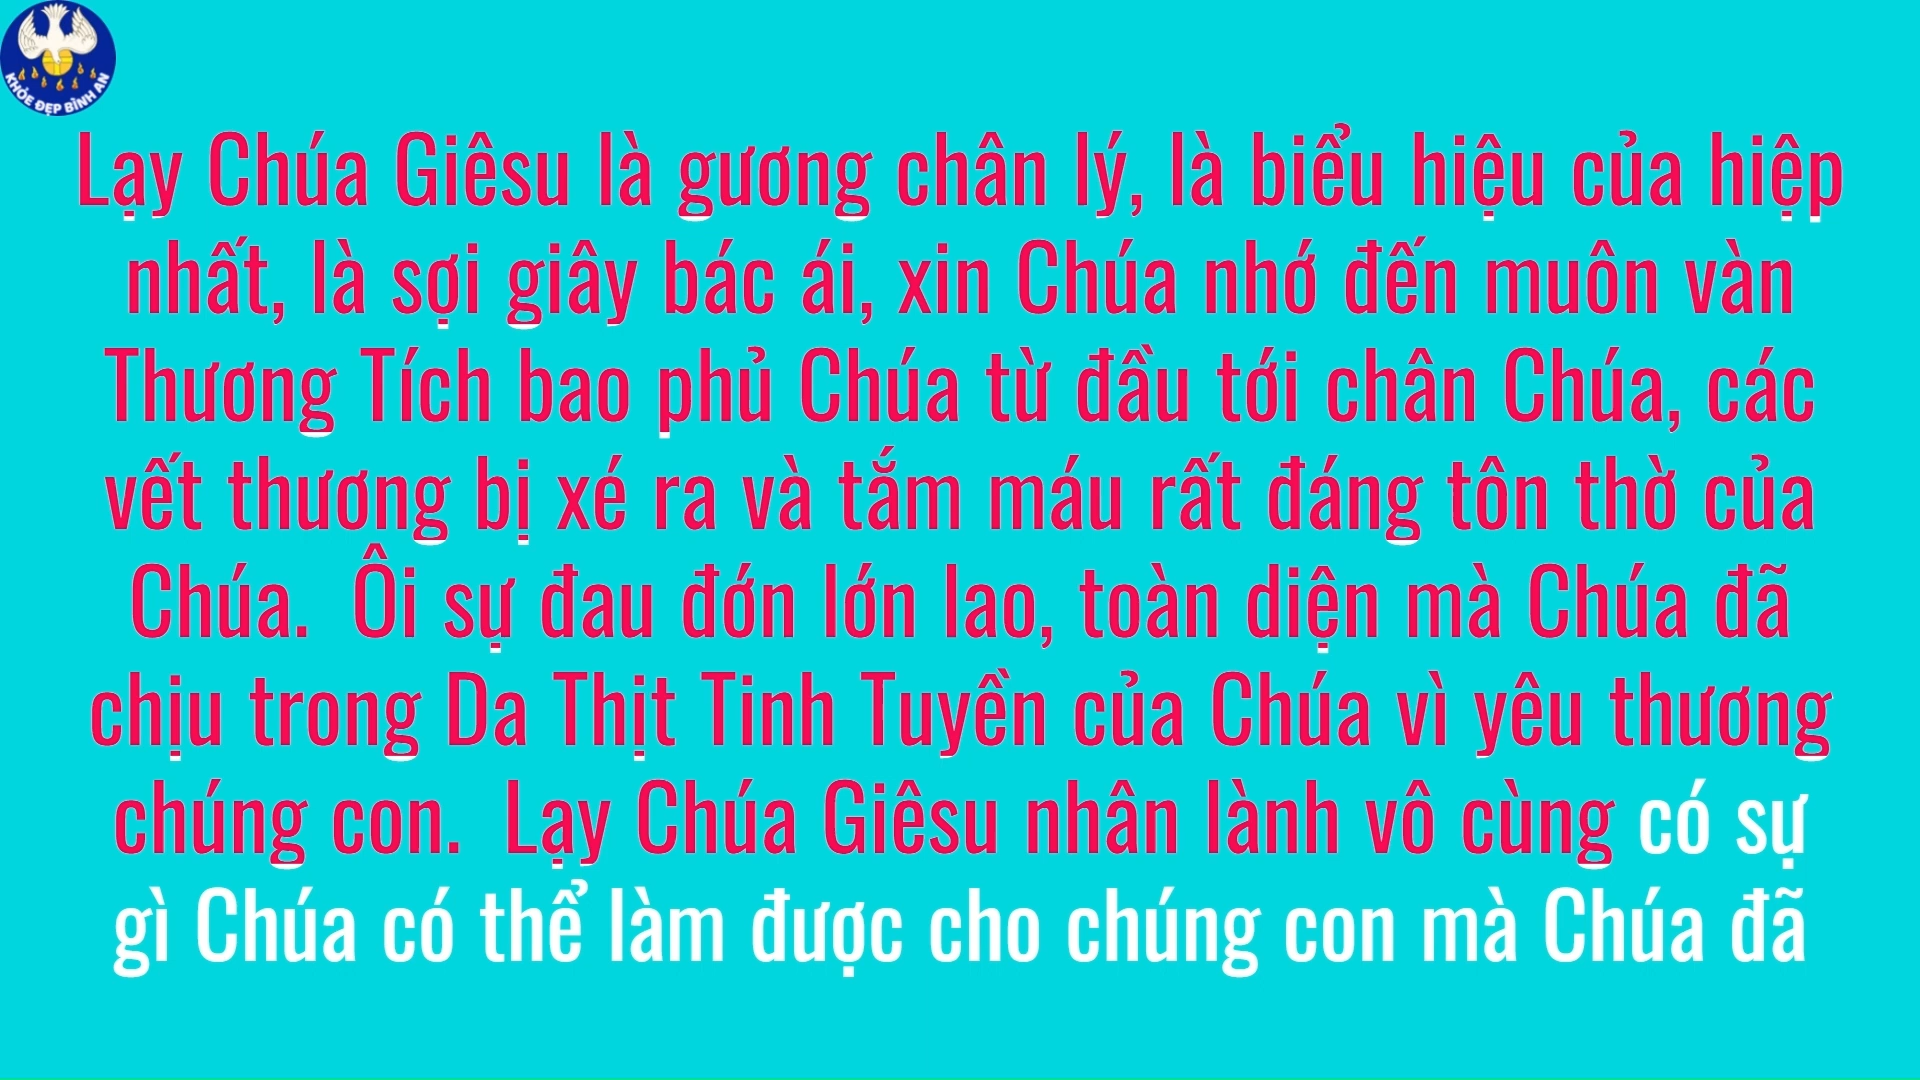 KHỎE ĐẸP BÌNH AN
Lạy Chúa Giêsu là gương chân lý, là biểu hiệu của hiệp
nhất, là sợi giây bác ái, xin Chúa nhớ đến muôn vàn
Thương Tích bao phủ Chúa từ đầu tới chân Chúa, các
vết thương bị xé ra và tắm máu rất đáng tôn thờ của
Chúa.  Ôi sự đau đớn lớn lao, toàn diện mà Chúa đã
chịu trong Da Thịt Tinh Tuyền của Chúa vì yêu thương
chúng con.  Lạy Chúa Giêsu nhân lành vô cùng có sự
gì Chúa có thể làm được cho chúng con mà Chúa đã